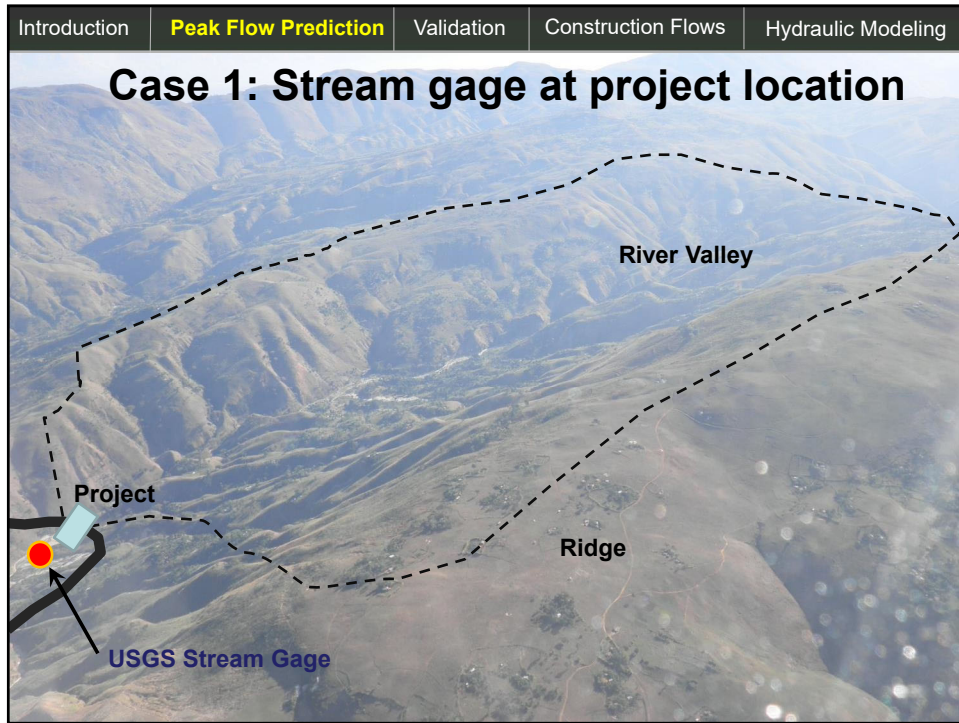 Introduction
Peak Flow Prediction
Validation
Construction Flows
Hydraulic Modeling
Case 1: Stream gage at project location
River Valley
Project
Ridge
USGS Stream Gage